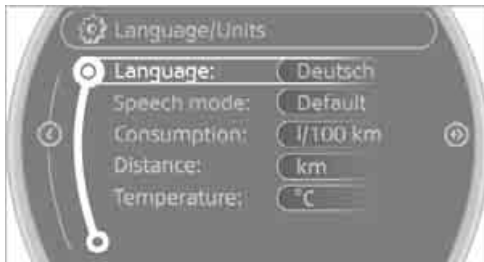 Language/Units
Language: Deutsch
Speech mode: Default
Consumption: l/100 km
Distance: km
Temperature: °C